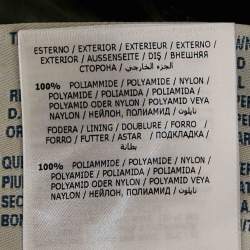 ESTERNO / EXTERIOR / EXTERIEUR / EXTERNO /
EXTERIOR / AUSSENSEITE / DIŞ / ВНЕШНЯЯ
СТОРОНА / الجزء الخارجي
100% POLIAMMIDE / POLYAMIDE / NYLON /
POLYAMIDE / POLIAMIDA / POLIAMIDA /
POLYAMID ODER NYLON / POLYAMID VEYA
NAYLON / НЕЙЛОН, ПОЛИАМИД / نايلون
FODERA / LINING / DOUBLURE / FORRO /
FORRO / FUTTER / ASTAR / ПОДКЛАДКА /
بطانة
100% POLIAMMIDE / POLYAMIDE / NYLON /
POLYAMIDE / POLIAMIDA / POLIAMIDA /
POLYAMID ODER NYLON / POLYAMID VEYA
NAYLON / НЕЙЛОН, ПОЛИАМИД / نايلون